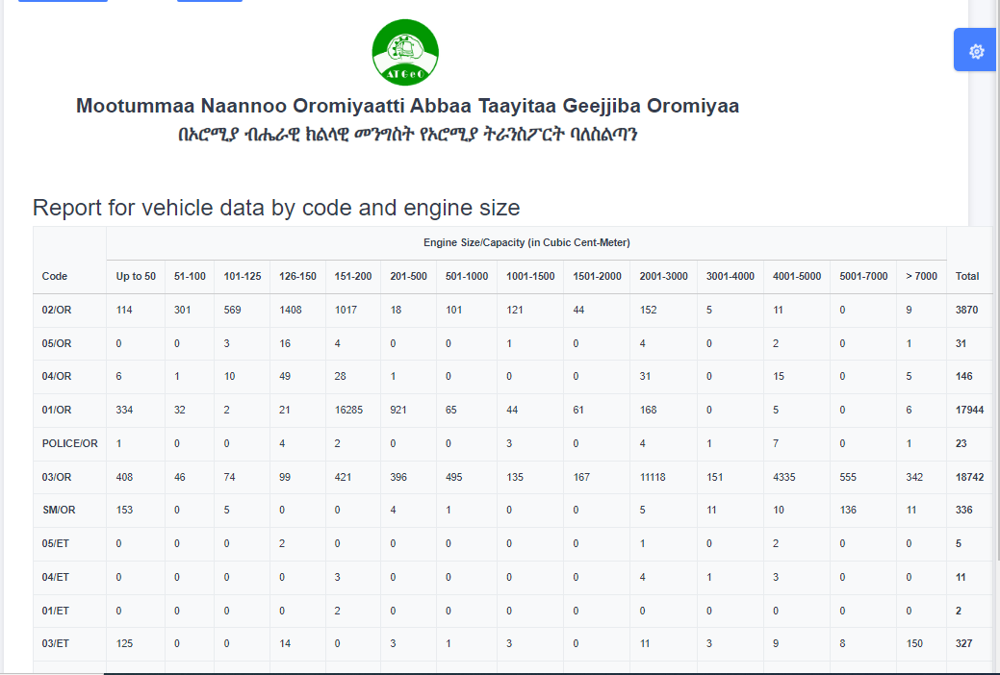 ATGeO
Mootummaa Naannoo Oromiyaatti Abbaa Taayitaa Geejjiba Oromiyaa
በኦሮሚያ ብሔራዊ ክልላዊ መንግስት የኦሮሚያ ትራንስፖርት ባለስልጣን
Report for vehicle data by code and engine size
Engine Size/Capacity (in Cubic Cent-Meter)
Code Up to 50 51-100 101-125 126-150 151-200 201-500 501-1000 1001-1500 1501-2000 2001-3000 3001-4000 4001-5000 5001-7000 > 7000 Total
02/OR 114 301 569 1408 1017 18 101 121 44 152 5 11 0 9 3870
05/OR 0 0 3 16 4 0 0 1 0 4 0 2 0 1 31
04/OR 6 1 10 49 28 1 0 0 0 31 0 15 0 5 146
01/OR 334 32 2 21 16285 921 65 44 61 168 0 5 0 6 17944
POLICE/OR 1 0 0 4 2 0 0 3 0 4 1 7 0 1 23
03/OR 408 46 74 99 421 396 495 135 167 11118 151 4335 555 342 18742
SM/OR 153 0 5 0 0 4 1 0 0 5 11 10 136 11 336
05/ET 0 0 0 2 0 0 0 0 0 1 0 2 0 0 5
04/ET 0 0 0 0 3 0 0 0 0 4 1 3 0 0 11
01/ET 0 0 0 0 2 0 0 0 0 0 0 0 0 0 2
03/ET 125 0 0 14 0 3 1 3 0 11 3 9 8 150 327